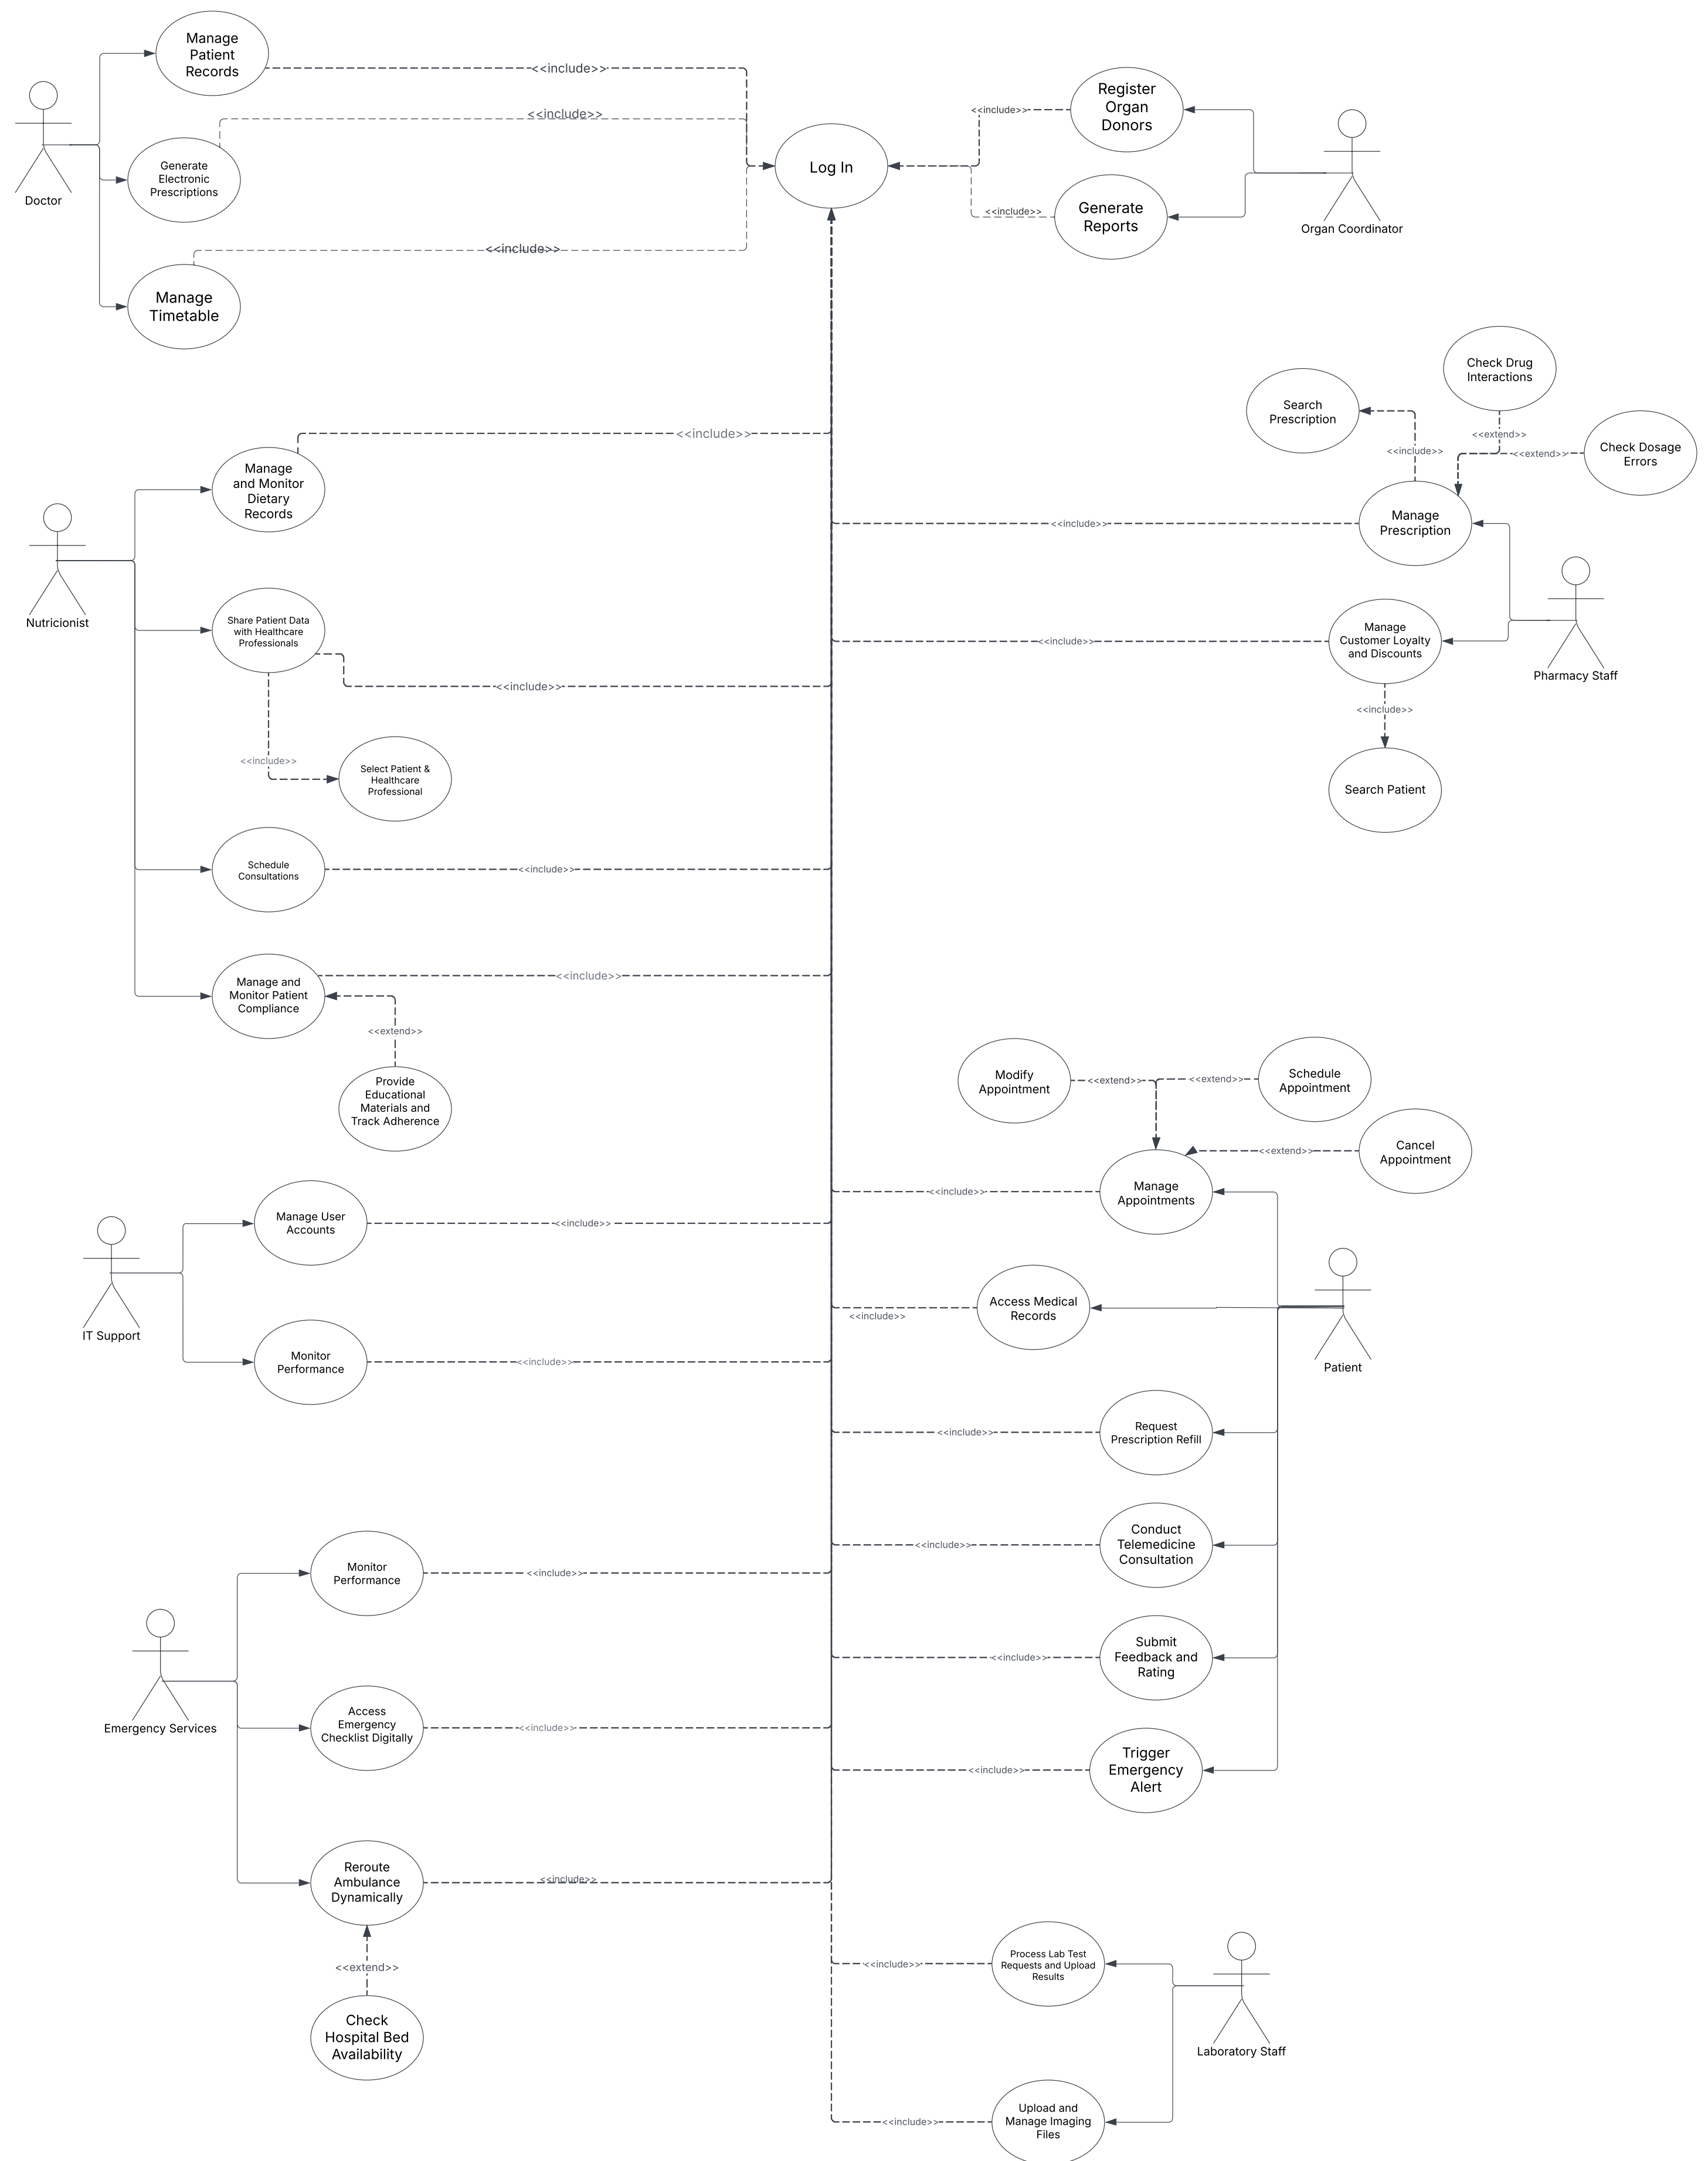 Manage
Patient
Records
<<include>>
<<include>>
Generate
Electronic
Prescriptions
Doctor
<<include>>
Manage
Timetable
Log In
<<include>>
Register
Organ
Donors
<<include>>
Generate
Reports
Organ Coordinator
Check Drug
Interactions
Search
Prescription
<<extend>>
<<include>>
<<extend>>
Check Dosage
Errors
<<include>>
Manage
Prescription
<<include>>
Manage
Customer Loyalty
and Discounts
Pharmacy Staff
<<include>>
Search Patient
<<include>>
Manage
and Monitor
Dietary
Records
Nutricionist
Share Patient Data
with Healthcare
Professionals
<<include>>
<<include>>
Select Patient &
Healthcare
Professional
Schedule
Consultations
<<include>>
Manage and
Monitor Patient
Compliance
<<include>>
<<extend>>
Provide
Educational
Materials and
Track Adherence
Modify
Appointment
<<extend>>
<<extend>>
Schedule
Appointment
<<extend>>
Cancel
Appointment
<<include>>
Manage
Appointments
Access Medical
Records
<<include>>
Patient
<<include>>
Request
Prescription Refill
<<include>>
Conduct
Telemedicine
Consultation
<<include>>
Submit
Feedback and
Rating
<<include>>
Trigger
Emergency
Alert
Manage User
Accounts
<<include>>
IT Support
Monitor
Performance
<<include>>
Monitor
Performance
<<include>>
Emergency Services
Access
Emergency
Checklist Digitally
<<include>>
Reroute
Ambulance
Dynamically
<<include>>
<<extend>>
Check
Hospital Bed
Availability
<<include>>
Process Lab Test
Requests and Upload
Results
Laboratory Staff
<<include>>
Upload and
Manage Imaging
Files